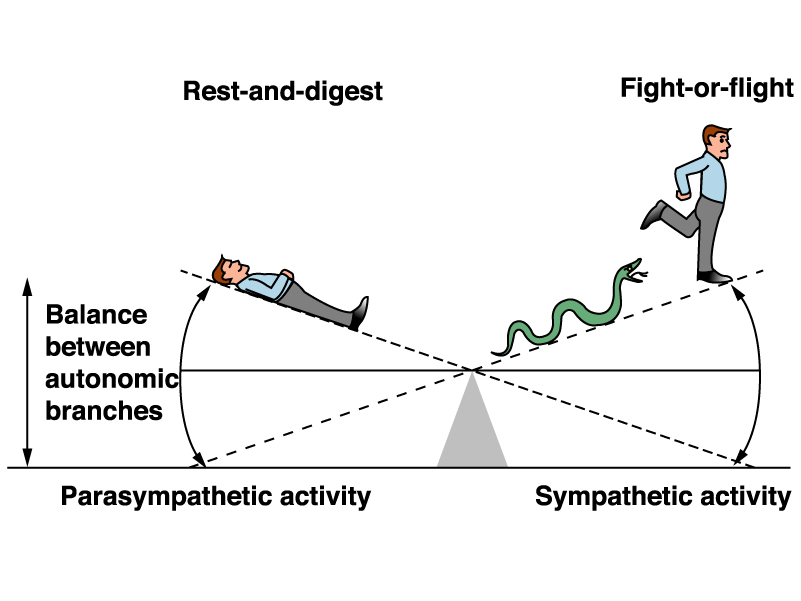 Rest-and-digest
Fight-or-flight
Balance
between
autonomic
branches
Parasympathetic activity
Sympathetic activity